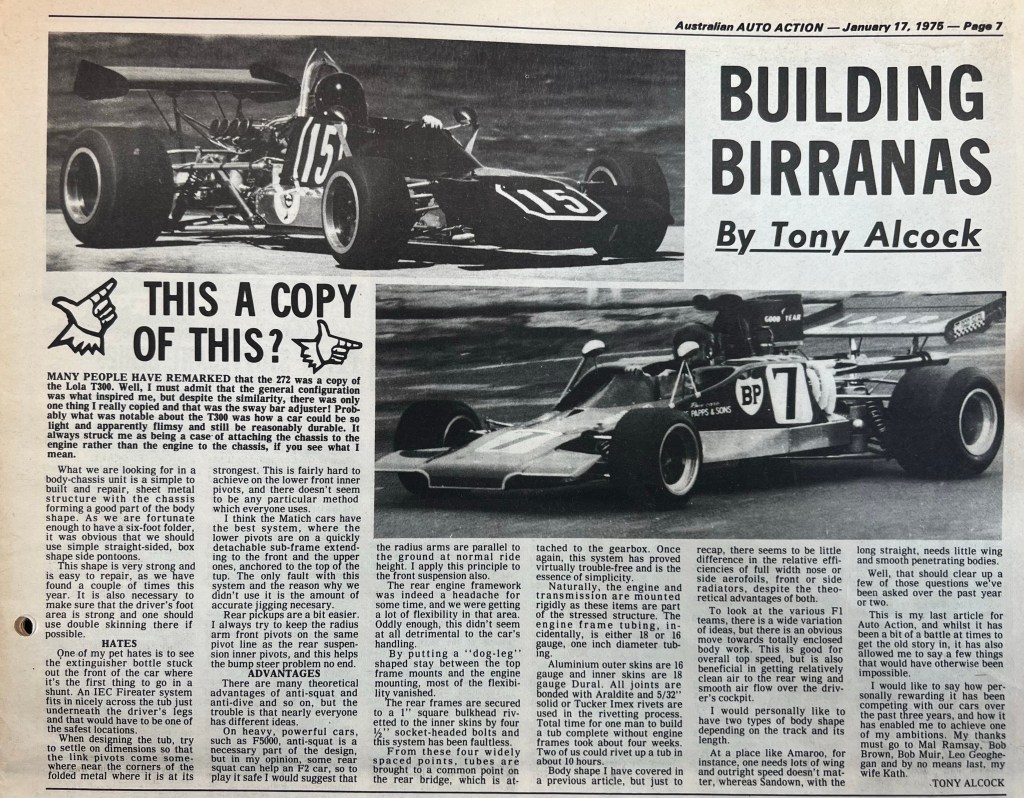 Australian AUTO ACTION — January 17, 1975 — Page 7
BUILDING
BIRRANAS
By Tony Alcock
15
15
THIS A COPY
OF THIS?
GOOD YEAR
BP
7
PAPPS & SONS
MANY PEOPLE HAVE REMARKED that the 272 was a copy of
the Lola T300. Well, I must admit that the general configuration
was what inspired me, but despite the similarity, there was only
one thing I really copied and that was the sway bar adjuster! Prob-
ably what was notable about the T300 was how a car could be so
light and apparently flimsy and still be reasonably durable. It
always struck me as being a case of attaching the chassis to the
engine rather than the engine to the chassis, if you see what I
mean.
What we are looking for in a
body-chassis unit is a simple to
built and repair, sheet metal
structure with the chassis
forming a good part of the body
shape. As we are fortunate
enough to have a six-foot folder,
it was obvious that we should
use simple straight-sided, box
shape side pontoons.
This shape is very strong and
is easy to repair, as we have
found a couple of times this
year. It is also necessary to
make sure that the driver's foot
area is strong and one should
use double skinning there if
possible.
HATES
One of my pet hates is to see
the extinguisher bottle stuck
out the front of the car where
it's the first thing to go in a
shunt. An IEC Fireater system
fits in nicely across the tub just
underneath the driver's legs
and that would have to be one of
the safest locations.
When designing the tub, try
to settle on dimensions so that
the link pivots come some-
where near the corners of the
folded metal where it is at its
strongest. This is fairly hard to
achieve on the lower front inner
pivots, and there doesn't seem
to be any particular method
which everyone uses.
I think the Matich cars have
the best system, where the
lower pivots are on a quickly
detachable sub-frame extend-
ing to the front and the upper
ones, anchored to the top of the
tup. The only fault with this
system and the reason why we
didn't use it is the amount of
accurate jigging necesary.
Rear pickups are a bit easier.
I always try to keep the radius
arm front pivots on the same
pivot line as the rear suspen-
sion inner pivots, and this helps
the bump steer problem no end.
ADVANTAGES
There are many theoretical
advantages of anti-squat and
anti-dive and so on, but the
trouble is that nearly everyone
has different ideas.
On heavy, powerful cars,
such as F5000, anti-squat is a
necessary part of the design,
but in my opinion, some rear
squat can help an F2 car, so to
play it safe I would suggest that
the radius arms are parallel to
the ground at normal ride
height. I apply this principle to
the front suspension also.
The rear engine framework
was indeed a headache for
some time, and we were getting
a lot of flexibility in that area.
Oddly enough, this didn't seem
at all detrimental to the car's
handling.
By putting a "dog-leg"
shaped stay between the top
frame mounts and the engine
mounting, most of the flexibi-
lity vanished.
The rear frames are secured
to a 1" square bulkhead riv-
etted to the inner skins by four
½" socket-headed bolts and
this system has been faultless.
From these four widely
spaced points, tubes are
brought to a common point on
the rear bridge, which is at-
tached to the gearbox. Once
again, this system has proved
virtually trouble-free and is the
essence of simplicity.
Naturally, the engine and
transmission are mounted
rigidly as these items are part
of the stressed structure. The
engine frame tubing, in-
cidentally, is either 18 or 16
gauge, one inch diameter tub-
ing.
Aluminium outer skins are 16
gauge and inner skins are 18
gauge Dural. All joints are
bonded with Araldite and 5/32"
solid or Tucker Imex rivets are
used in the rivetting process.
Total time for one man to build
a tub complete without engine
frames took about four weeks.
Two of us could rivet up a tub in
about 10 hours.
Body shape I have covered in
a previous article, but just to
recap, there seems to be little
difference in the relative effi-
ciencies of full width nose or
side aerofoils, front or side
radiators, despite the theo-
retical advantages of both.
To look at the various F1
teams, there is a wide variation
of ideas, but there is an obvious
move towards totally enclosed
body work. This is good for
overall top speed, but is also
beneficial in getting relatively
clean air to the rear wing and
smooth air flow over the driv-
er's cockpit.
I would personally like to
have two types of body shape
depending on the track and its
length.
At a place like Amaroo, for
instance, one needs lots of wing
and outright speed doesn't mat-
ter, whereas Sandown, with the
long straight, needs little wing
and smooth penetrating bodies.
Well, that should clear up a
few of those questions we've
been asked over the past year
or two.
This is my last article for
Auto Action, and whilst it has
been a bit of a battle at times to
get the old story in, it has also
allowed me to say a few things
that would have otherwise been
impossible.
I would like to say how per-
sonally rewarding it has been
competing with our cars over
the past three years, and how it
has enabled me to achieve one
of my ambitions. My thanks
must go to Mal Ramsay, Bob
Brown, Bob Muir, Leo Geoghe-
gan and by no means last, my
wife Kath.
TONY ALCOCK